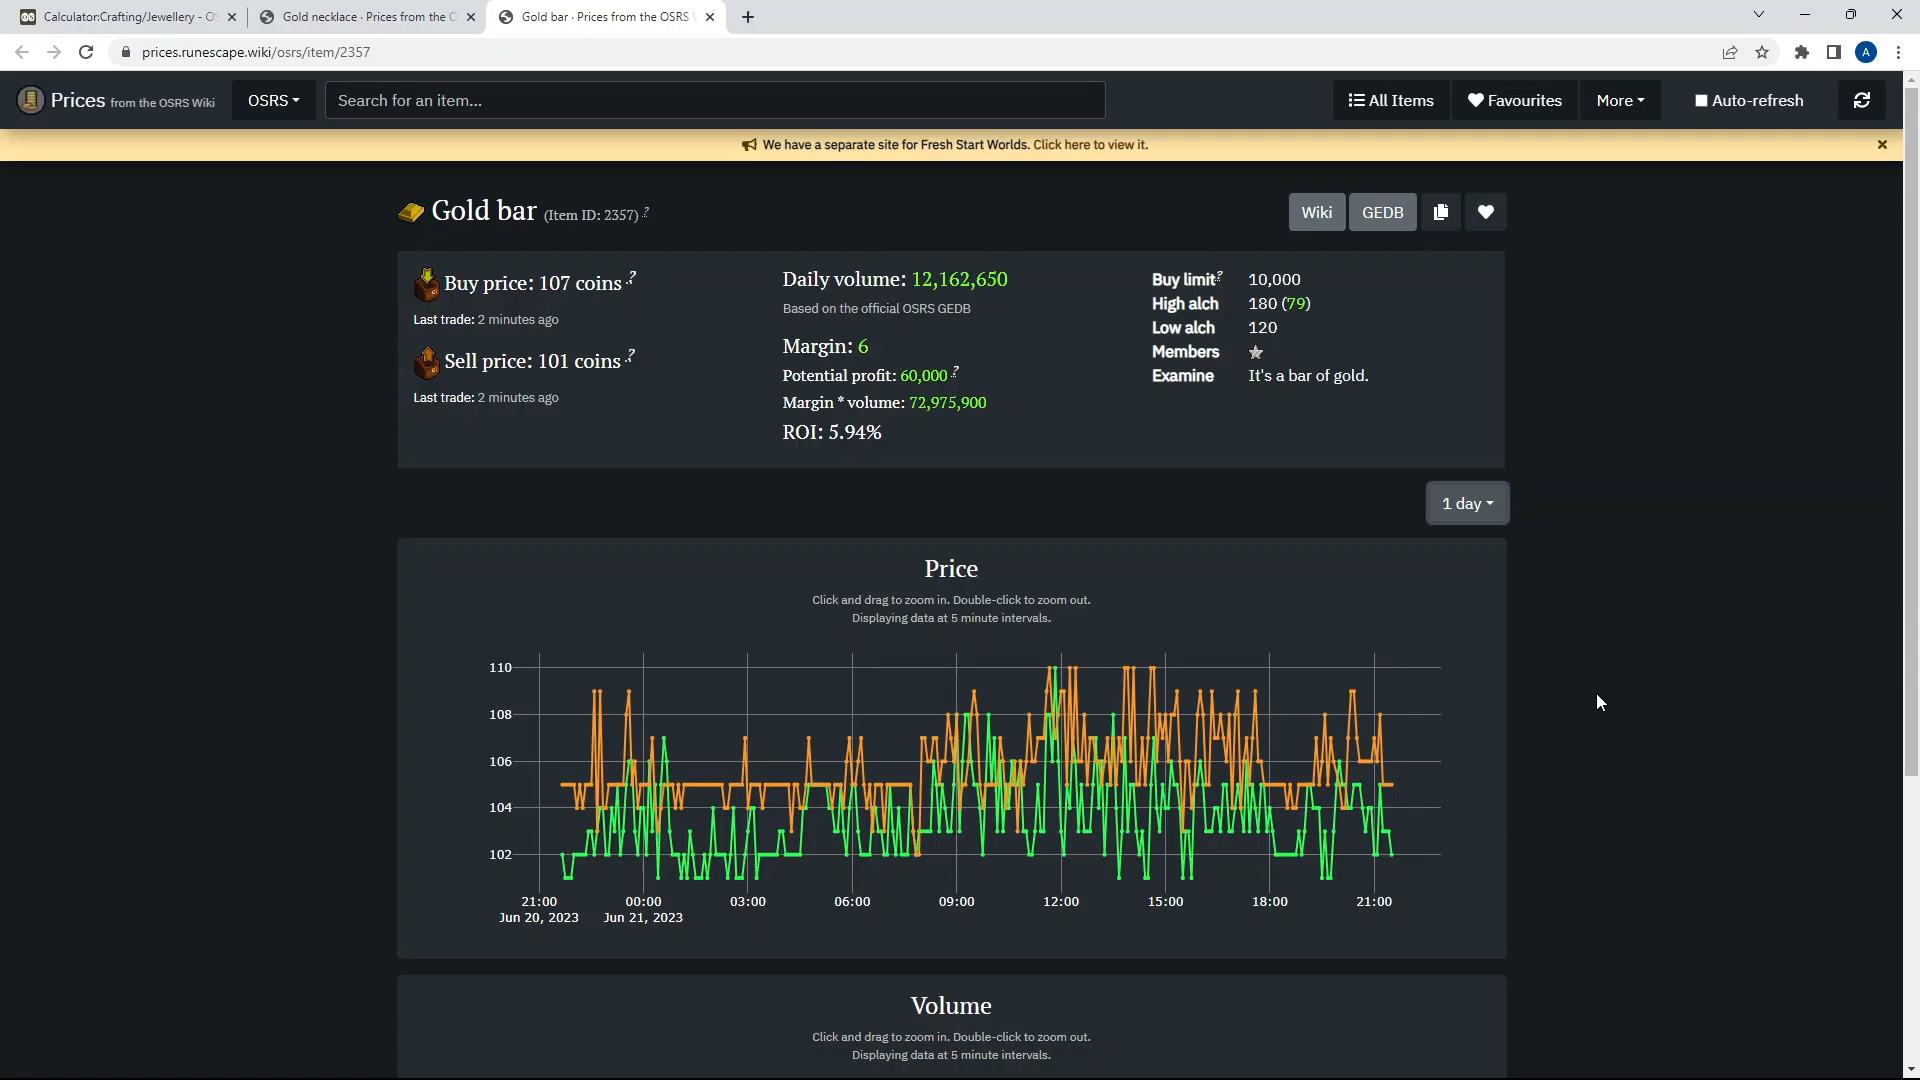 Calculator:Crafting/Jewellery - OS
Gold necklace · Prices from the O
Gold bar · Prices from the OSRS
prices.runescape.wiki/osrs/item/2357
A
Prices from the OSRS Wiki
OSRS
Search for an item...
All Items
Favourites
More
Auto-refresh
We have a separate site for Fresh Start Worlds. Click here to view it.
Gold bar (Item ID: 2357) ?
Wiki
GEDB
Buy price: 107 coins ?
Last trade: 2 minutes ago
Sell price: 101 coins ?
Last trade: 2 minutes ago
Daily volume: 12,162,650
Based on the official OSRS GEDB
Margin: 6
Potential profit: 60,000 ?
Margin * volume: 72,975,900
ROI: 5.94%
Buy limit? 10,000
High alch 180 (79)
Low alch 120
Members
Examine It's a bar of gold.
1 day
Price
Click and drag to zoom in. Double-click to zoom out.
Displaying data at 5 minute intervals.
110
108
106
104
102
21:00 00:00 03:00 06:00 09:00 12:00 15:00 18:00 21:00
Jun 20, 2023 Jun 21, 2023
Volume
Click and drag to zoom in. Double-click to zoom out.
Displaying data at 5 minute intervals.